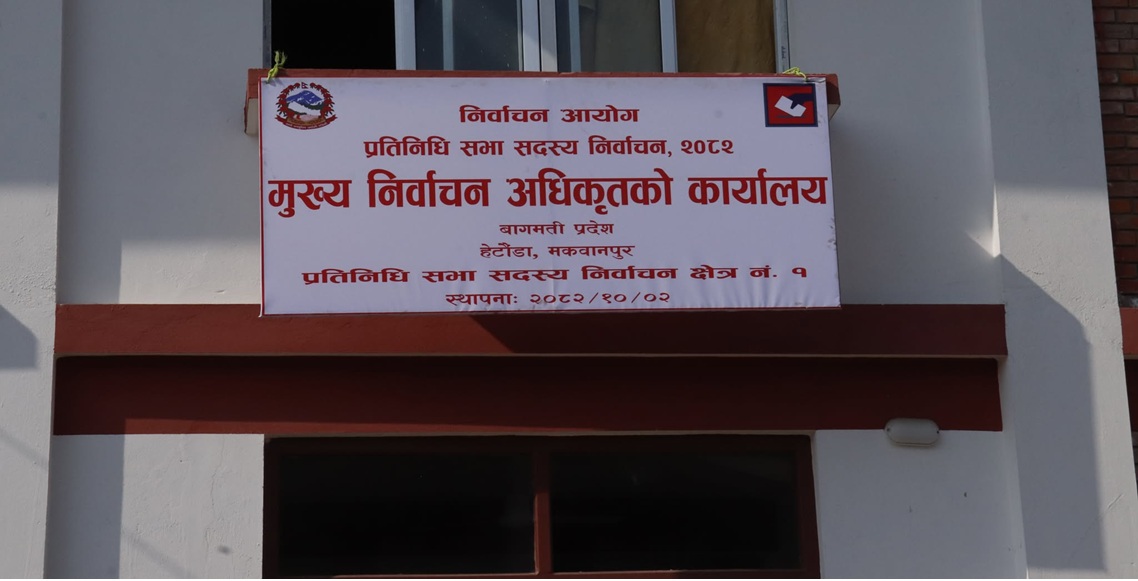 निर्वाचन आयोग
प्रतिनिधि सभा सदस्य निर्वाचन, २०८२
मुख्य निर्वाचन अधिकृतको कार्यालय
बागमती प्रदेश
हेटौंडा, मकवानपुर
प्रतिनिधि सभा सदस्य निर्वाचन क्षेत्र नं. १
स्थापनाः २०८२/१०/०२